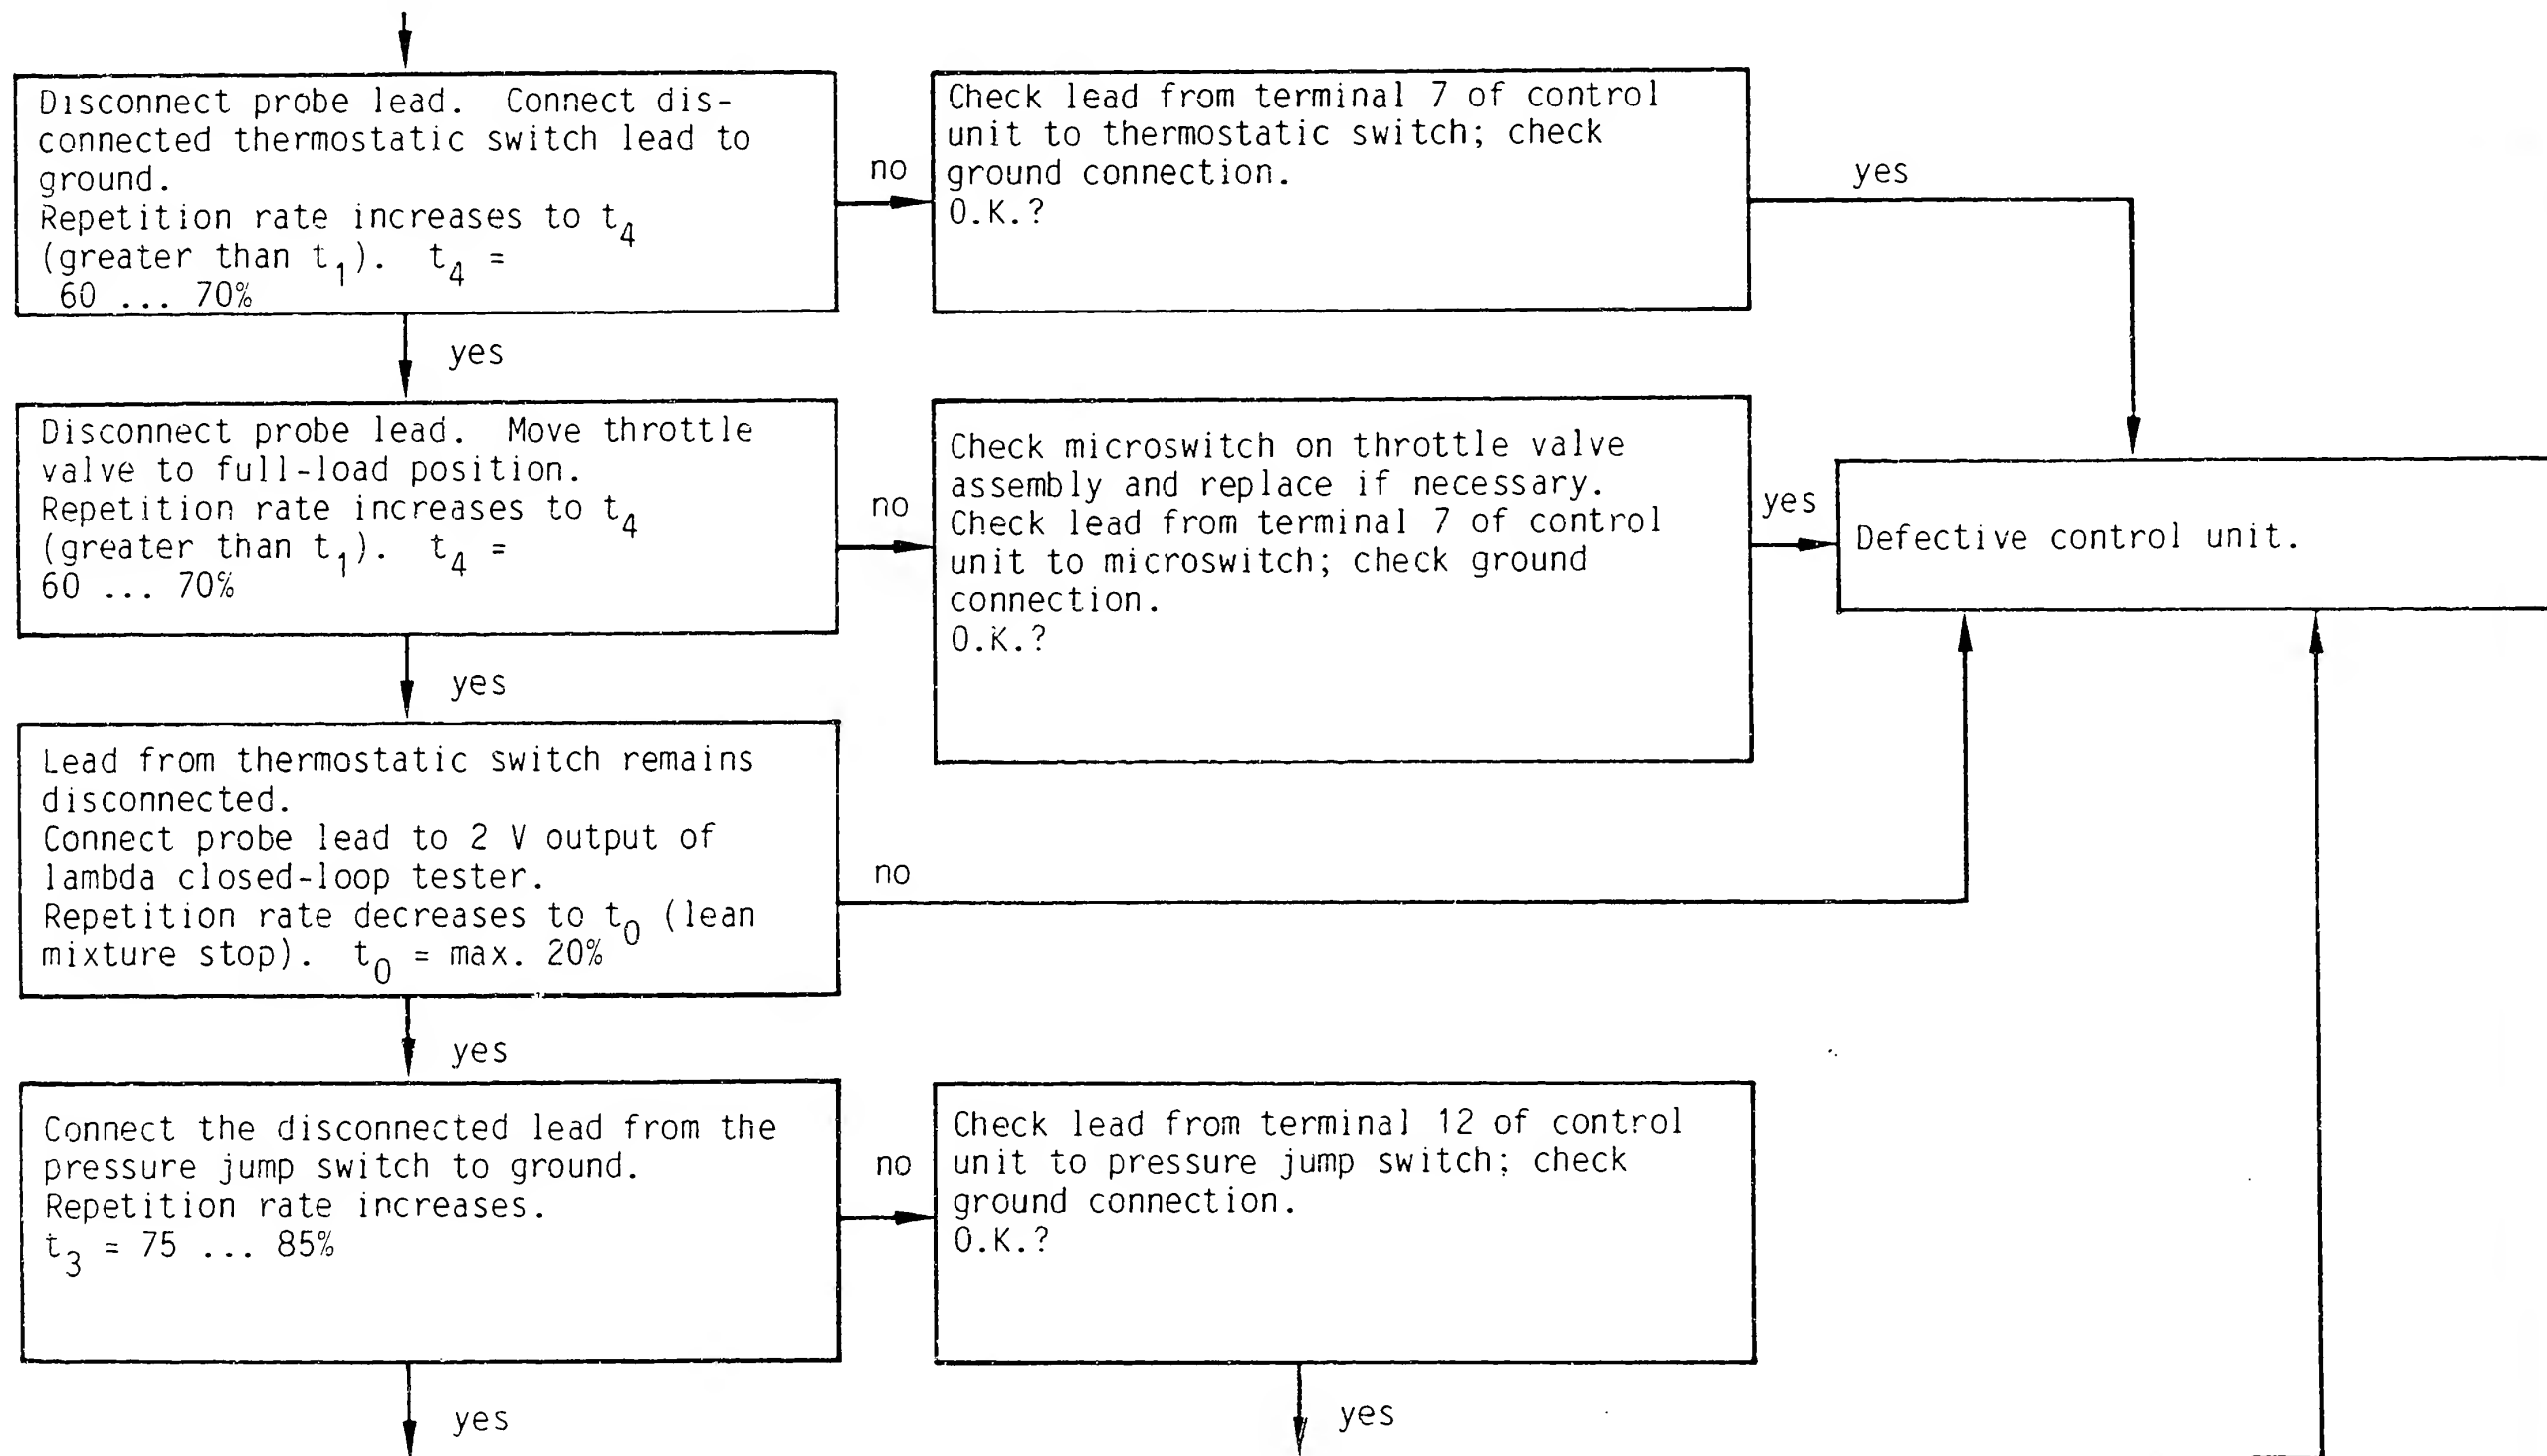 Disconnect probe lead. Connect dis-
connected thermostatic switch lead to
ground.
Repetition rate increases to t4
(greater than t1). t4 =
60 ... 70%
no
Check lead from terminal 7 of control
unit to thermostatic switch; check
ground connection.
O.K.?
yes
yes
Disconnect probe lead. Move throttle
valve to full-load position.
Repetition rate increases to t4
(greater than t1). t4 =
60 ... 70%
no
Check microswitch on throttle valve
assembly and replace if necessary.
Check lead from terminal 7 of control
unit to microswitch; check ground
connection.
O.K.?
yes
Defective control unit.
yes
Lead from thermostatic switch remains
disconnected.
Connect probe lead to 2 V output of
lambda closed-loop tester.
Repetition rate decreases to t0 (lean
mixture stop). t0 = max. 20%
no
yes
Connect the disconnected lead from the
pressure jump switch to ground.
Repetition rate increases.
t3 = 75 ... 85%
no
Check lead from terminal 12 of control
unit to pressure jump switch; check
ground connection.
O.K.?
yes
yes